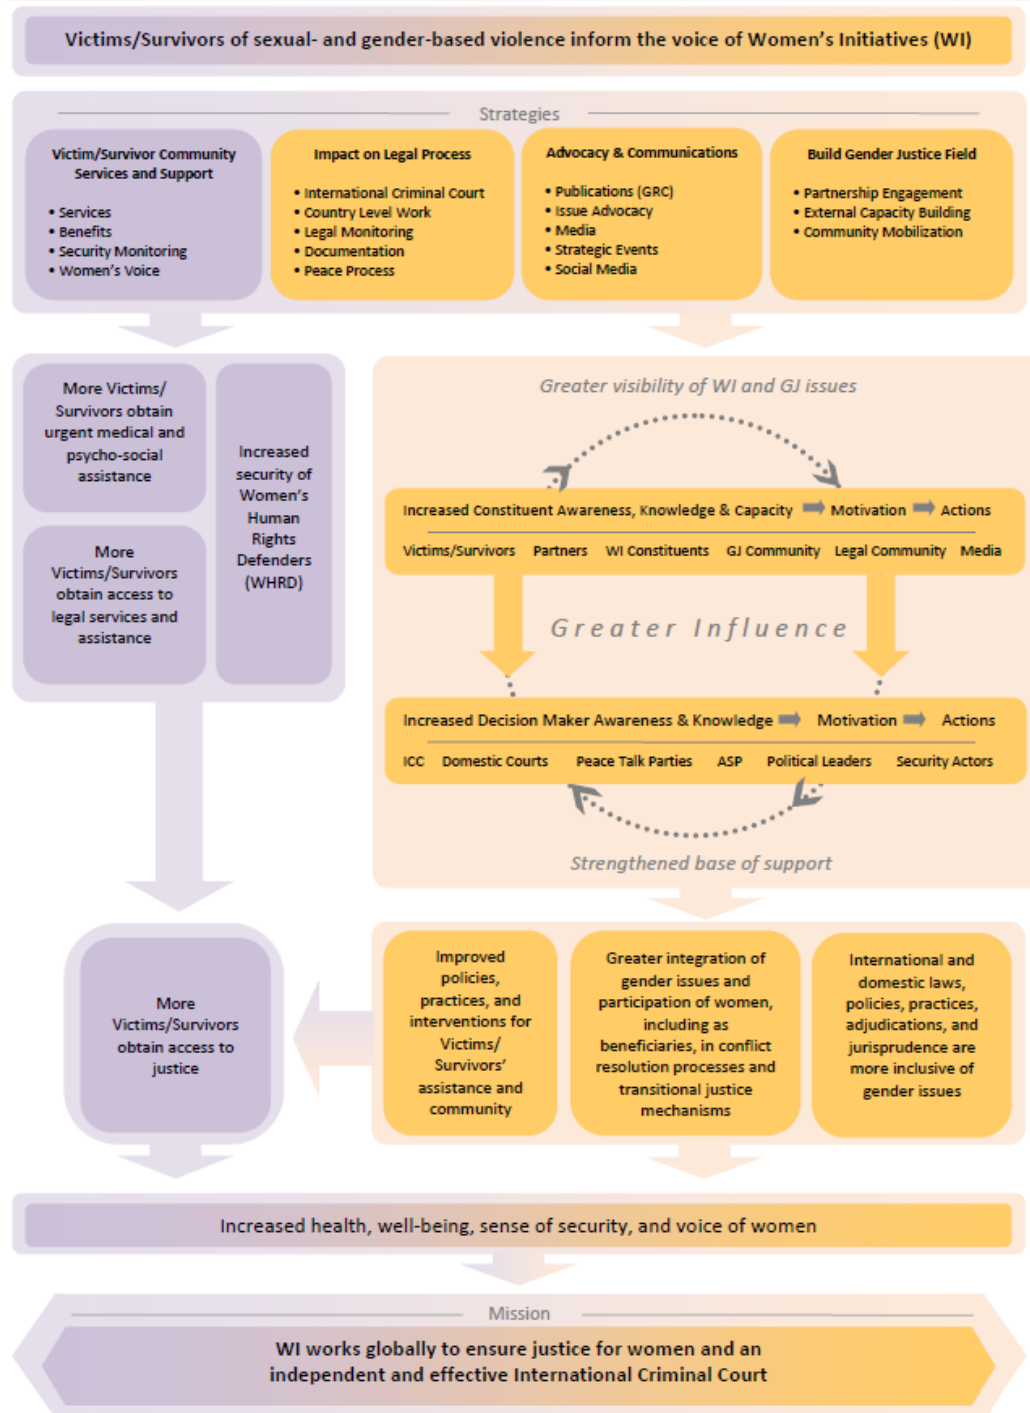 Victims/Survivors of sexual- and gender-based violence inform the voice of Women's Initiatives (WI)
Strategies
Victim/Survivor Community
Services and Support
• Services
• Benefits
• Security Monitoring
• Women's Voice
Impact on Legal Process
• International Criminal Court
• Country Level Work
• Legal Monitoring
• Documentation
• Peace Process
Advocacy & Communications
• Publications (GRC)
• Issue Advocacy
• Media
• Strategic Events
• Social Media
Build Gender Justice Field
• Partnership Engagement
• External Capacity Building
• Community Mobilization
More Victims/
Survivors obtain
urgent medical and
psycho-social
assistance
More
Victims/Survivors
obtain access to
legal services and
assistance
Increased
security of
Women's
Human
Rights
Defenders
(WHRD)
Greater visibility of WI and GJ issues
Increased Constituent Awareness, Knowledge & Capacity Motivation Actions
Victims/Survivors Partners WI Constituents GJ Community Legal Community Media
Greater Influence
Increased Decision Maker Awareness & Knowledge Motivation Actions
ICC Domestic Courts Peace Talk Parties ASP Political Leaders Security Actors
Strengthened base of support
More
Victims/Survivors
obtain access to
justice
Improved
policies,
practices, and
interventions for
Victims/
Survivors'
assistance and
community
Greater integration of
gender issues and
participation of women,
including as
beneficiaries, in conflict
resolution processes and
transitional justice
mechanisms
International and
domestic laws,
policies, practices,
adjudications, and
jurisprudence are
more inclusive of
gender issues
Increased health, well-being, sense of security, and voice of women
Mission
WI works globally to ensure justice for women and an
independent and effective International Criminal Court